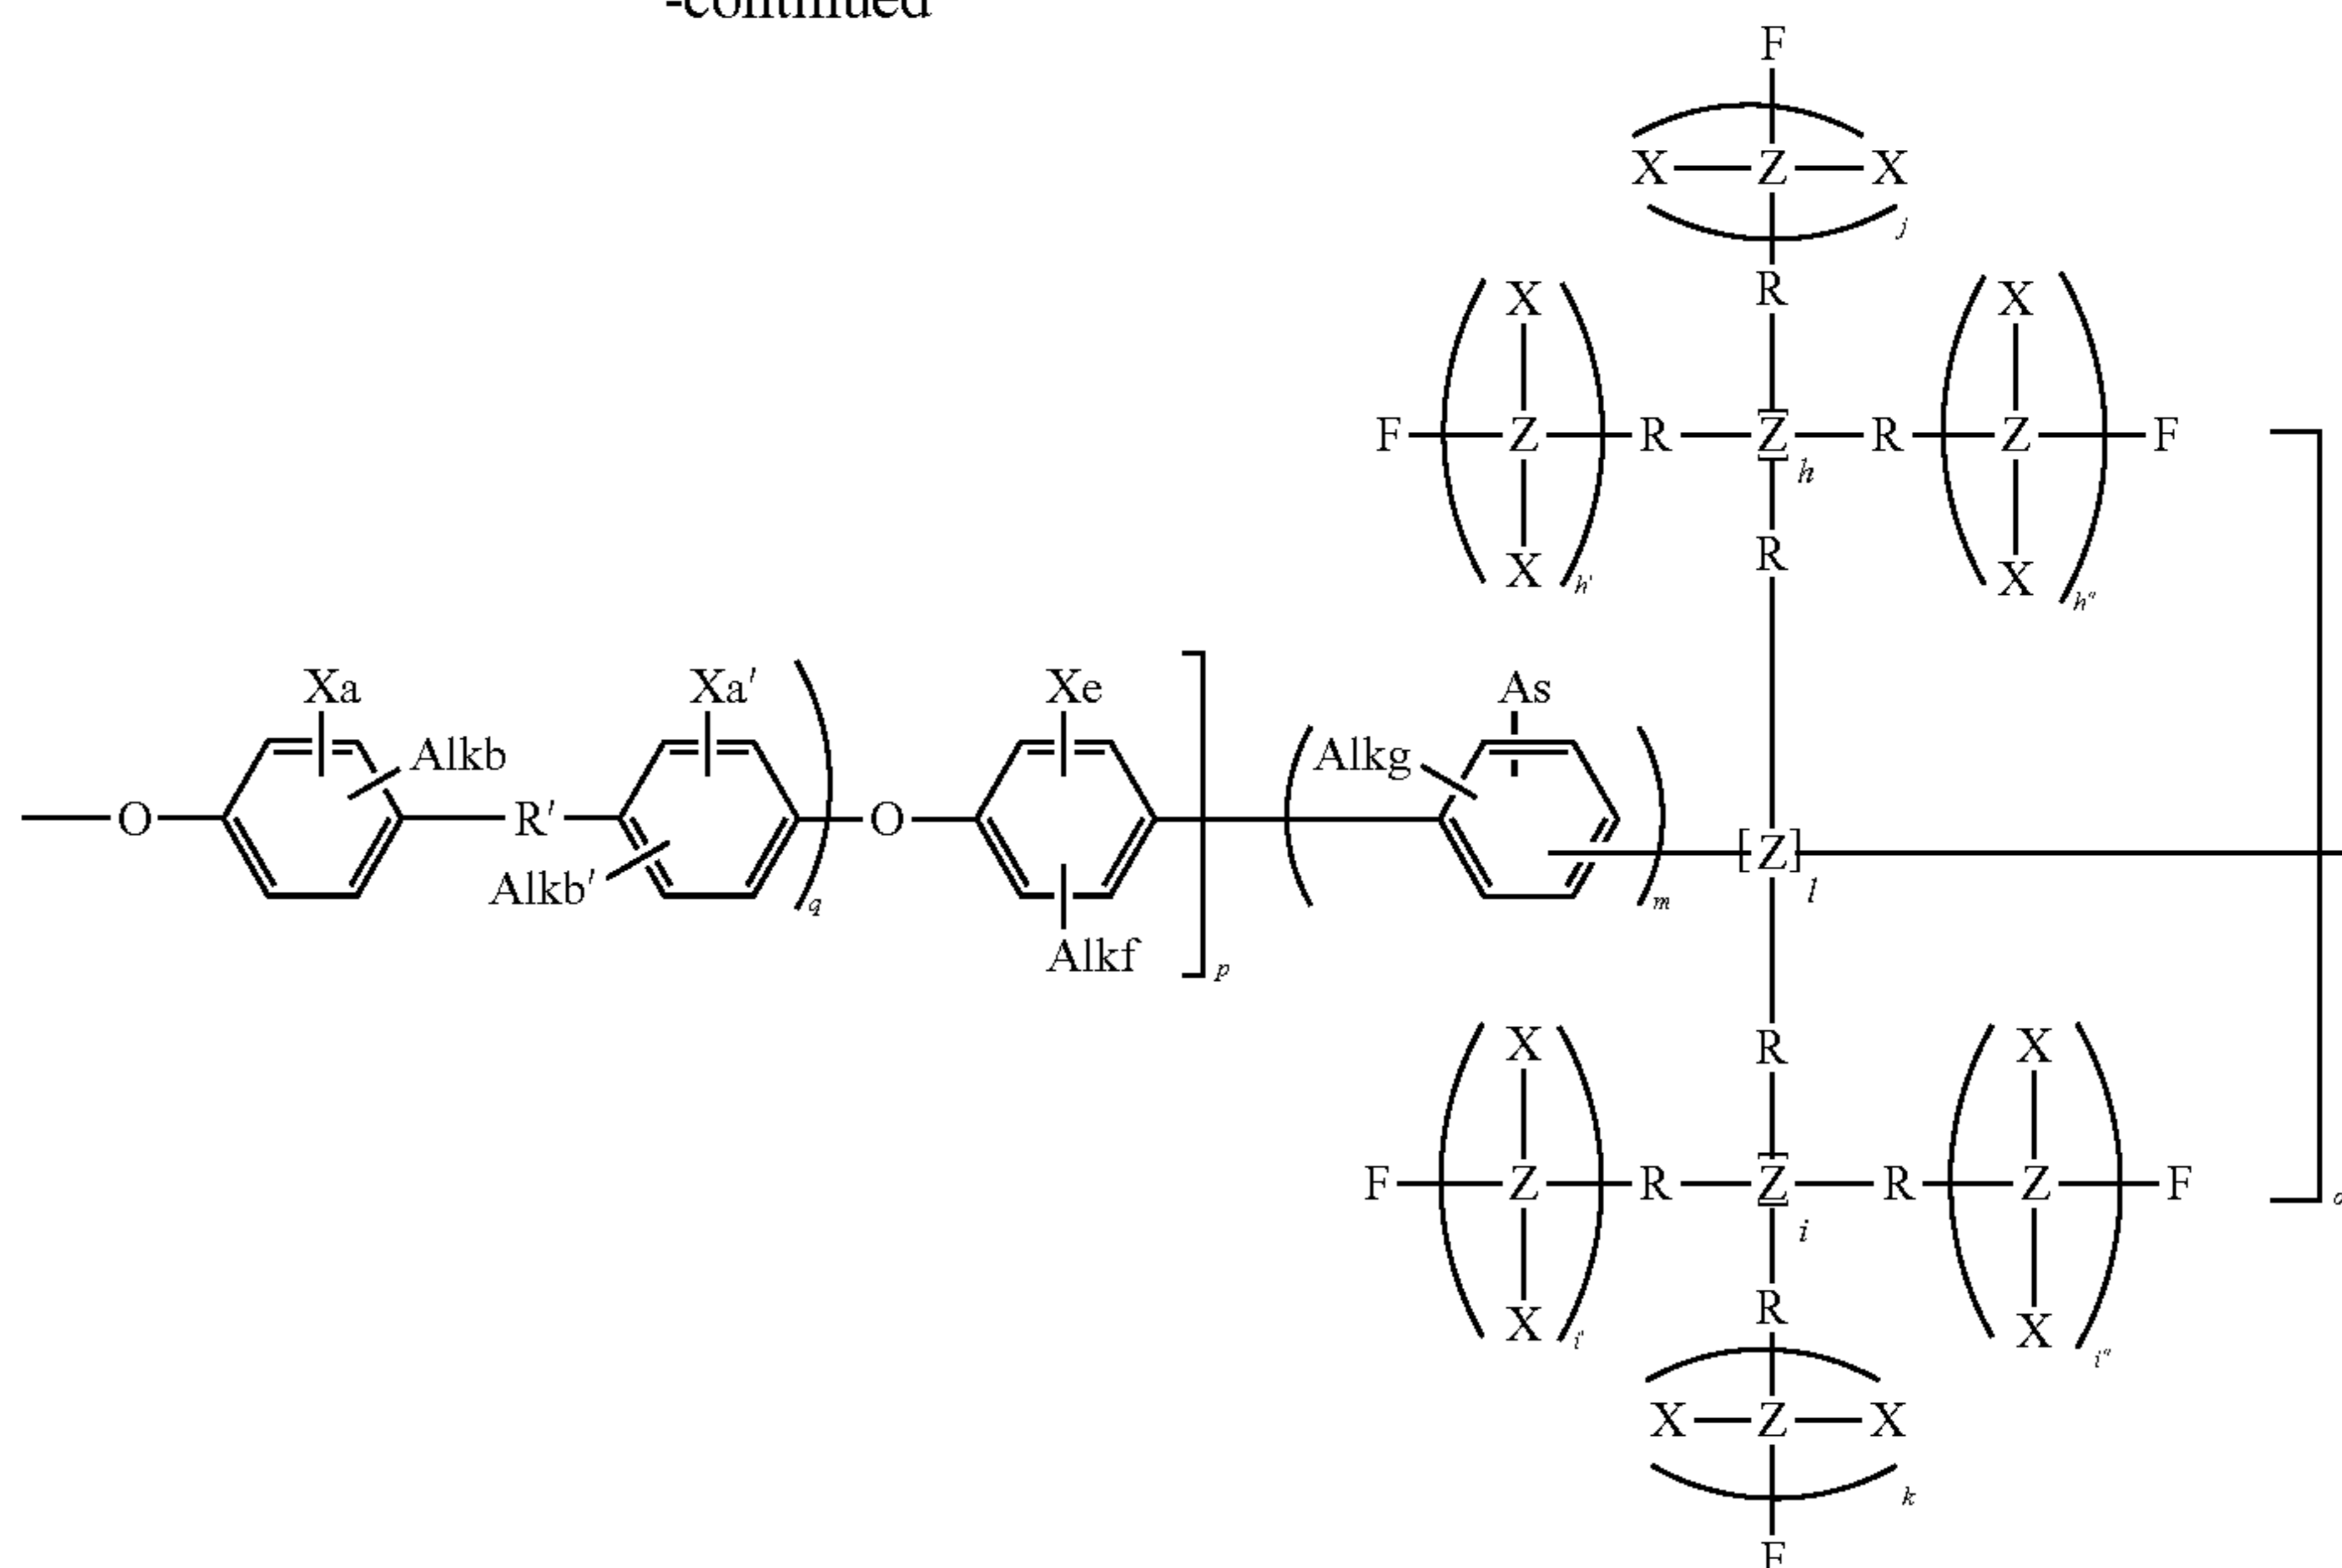 -continued
F
X Z X
j
R
X X
F Z R Z R Z F
h
X X
h' h"
R
Xa Xa' Xe As
Alkb Alkg
O R' O [Z]
l
Alkb' q m
Alkf p
R
X X
F Z R Z R Z F
i
R
X X
i' i"
X Z X
k
F